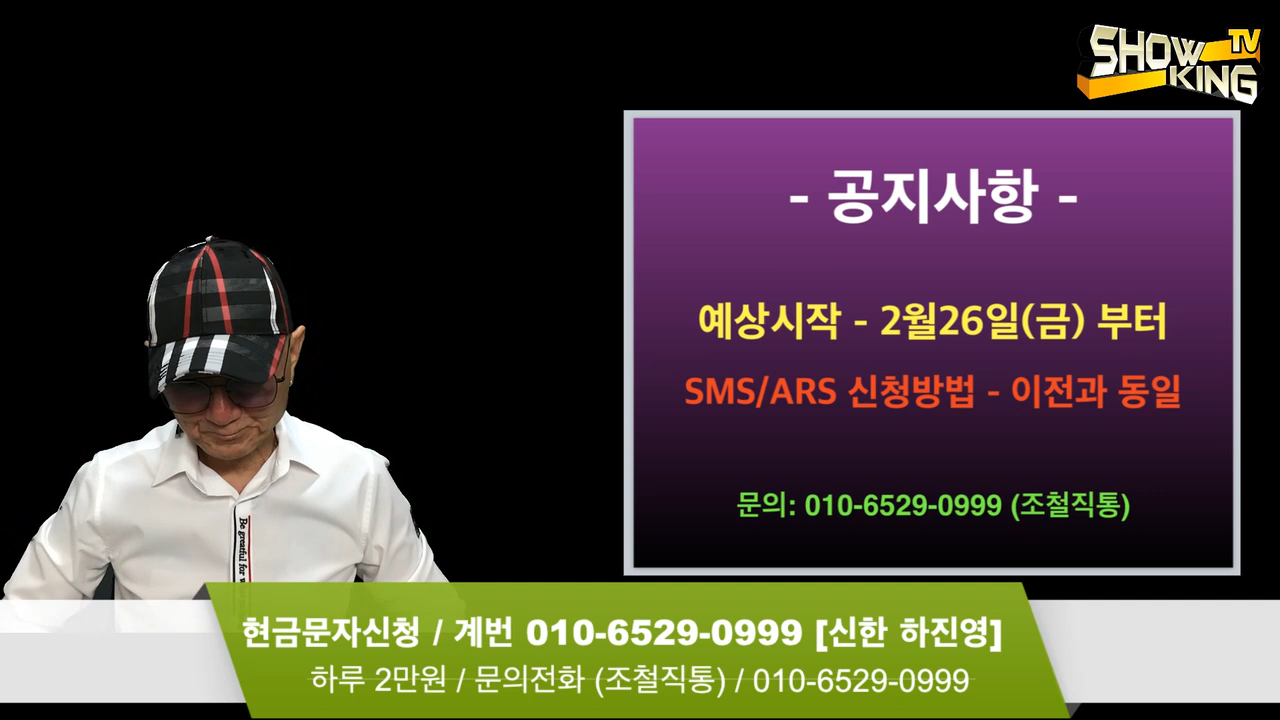 SHOW TV
KING
- 공지사항 -
예상시작 - 2월26일(금) 부터
SMS/ARS 신청방법 - 이전과 동일
문의: 010-6529-0999 (조철직통)
현금문자신청 / 계번 010-6529-0999 [신한 하진영]
하루 2만원 / 문의전화 (조철직통) / 010-6529-0999